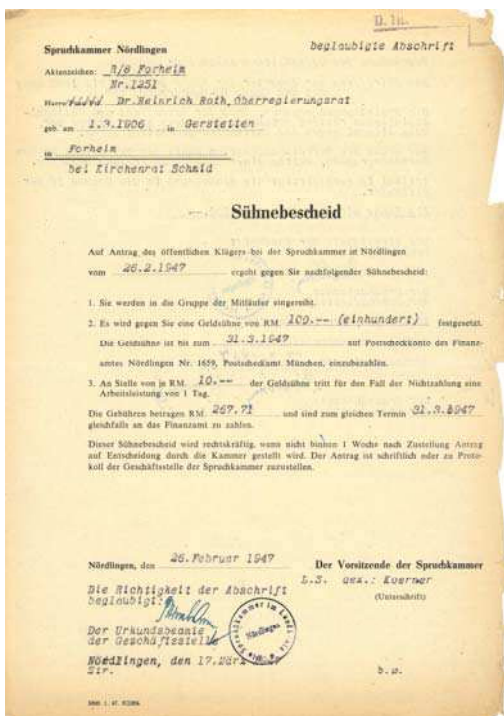 D. III.
Spruchkammer Nördlingen
beglaubigte Abschrift
Aktenzeichen: R/8 Forheim
Nr.1251
Herrn Dr.Heinrich Roth, Oberregierungsrat
geb. am 1.3.1906 in Gerstetten
in Forheim
bei Kirchenrat Schmid
Sühnebescheid
Auf Antrag des öffentlichen Klägers bei der Spruchkammer in Nördlingen
vom 26.2.1947 ergeht gegen Sie nachfolgender Sühnebescheid:
1. Sie werden in die Gruppe der Mitläufer eingereiht.
2. Es wird gegen Sie eine Geldsühne von RM. 100.-- (einhundert) festgesetzt.
Die Geldsühne ist bis zum 31.3.1947 auf Postscheckkonto des Finanz-
amtes Nördlingen Nr. 1659, Postscheckamt München, einzubezahlen.
3. An Stelle von je RM. 10.-- der Geldsühne tritt für den Fall der Nichtzahlung eine
Arbeitsleistung von 1 Tag.
Die Gebühren betragen RM. 267.71 und sind zum gleichen Termin 31.3.1947
gleichfalls an das Finanzamt zu zahlen.
Dieser Sühnebescheid wird rechtskräftig, wenn nicht binnen 1 Woche nach Zustellung Antrag
auf Entscheidung durch die Kammer gestellt wird. Der Antrag ist schriftlich oder zu Proto-
koll der Geschäftsstelle der Spruchkammer zuzustellen.
Nördlingen, den 26.Februar 1947
Der Vorsitzende der Spruchkammer
L.S. gez.: Koerner
(Unterschrift)
Die Richtigkeit der Abschrift
beglaubigt:
Der Urkundsbeamte
der Geschäftsstelle
Nördlingen
Nördlingen, den 17.März
Str.
b.w.